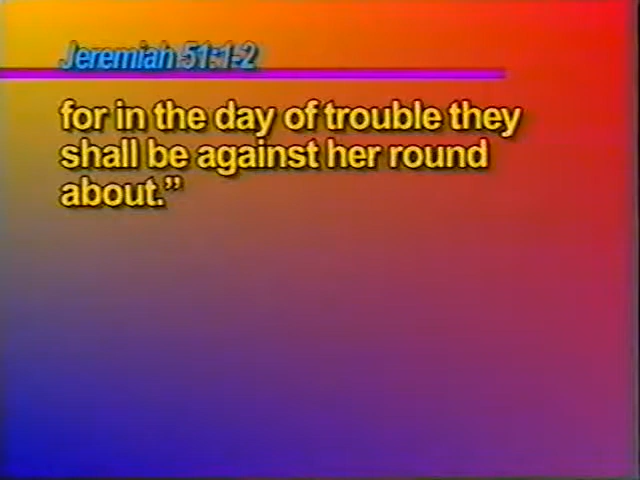 Jeremiah 51:1-2
for in the day of trouble they
shall be against her round
about.”